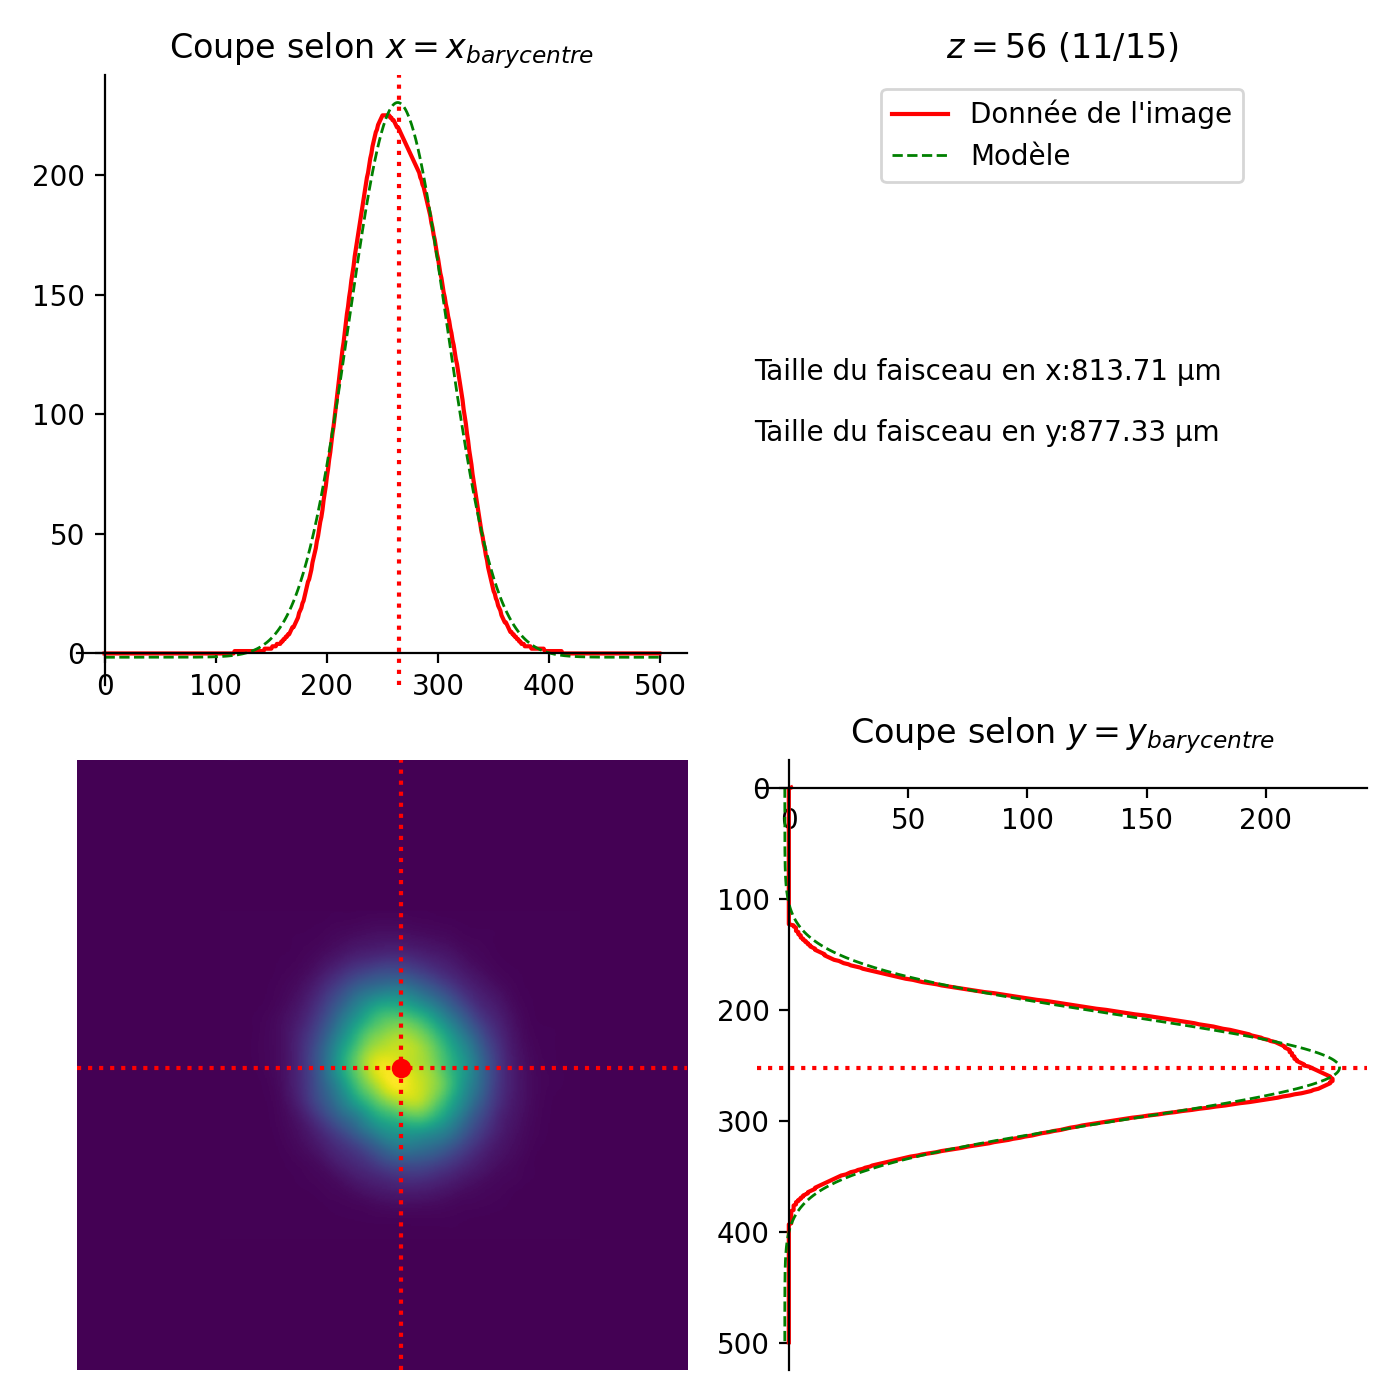 Coupe selon x = x_barycentre
z = 56 (11/15)
Donnée de l'image
Modèle
200
150
100
50
0
0 100 200 300 400 500
Taille du faisceau en x:813.71 µm
Taille du faisceau en y:877.33 µm
Coupe selon y = y_barycentre
0
0 50 100 150 200
100
200
300
400
500